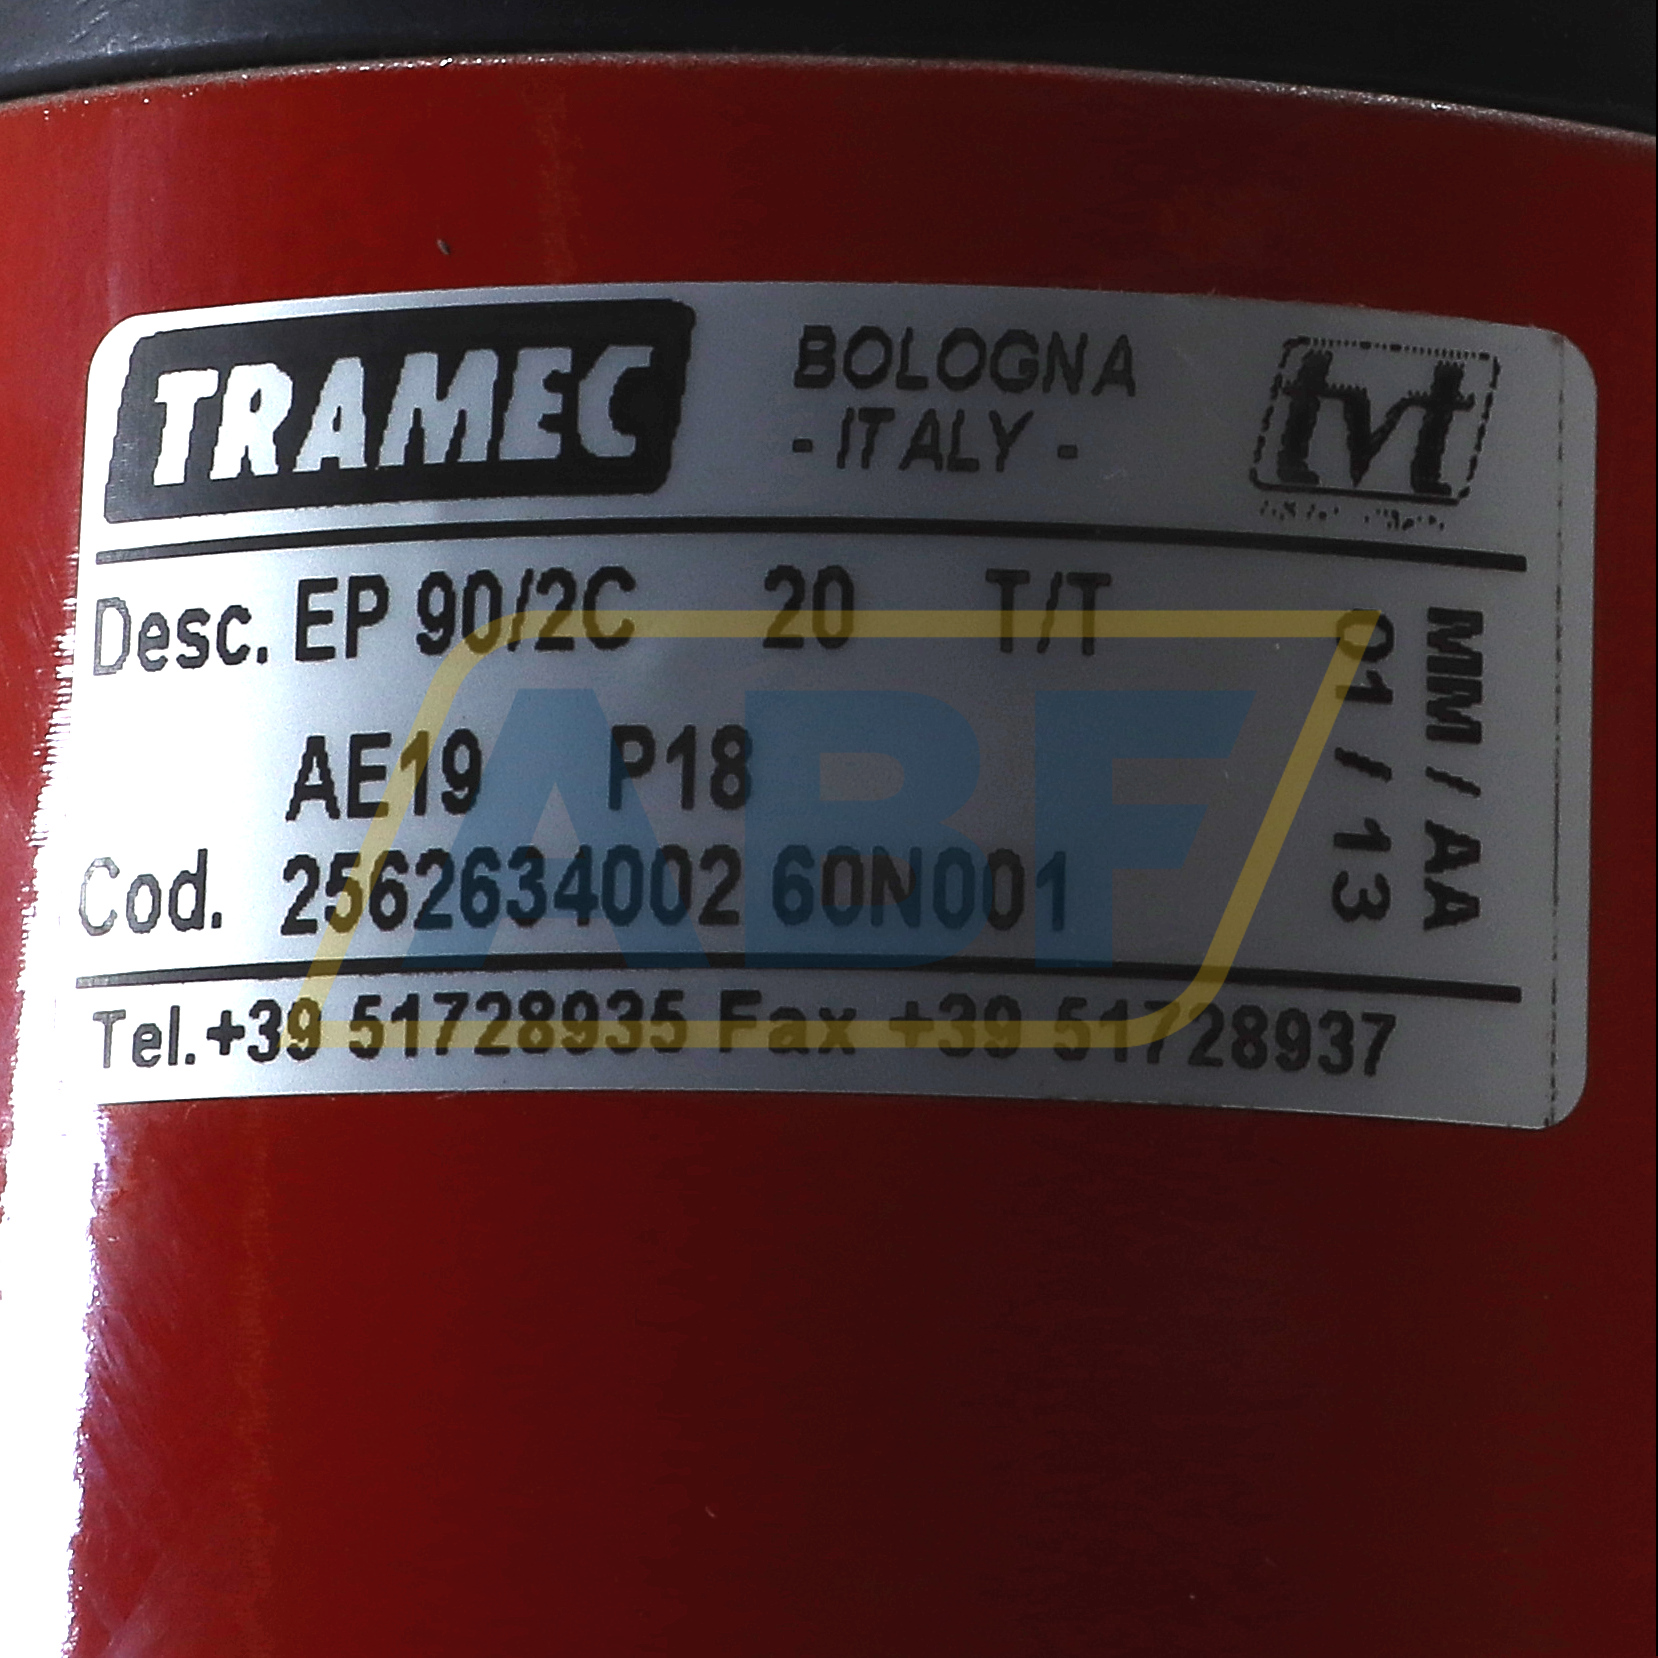 TRAMEC
BOLOGNA
- ITALY -
tvt
Desc. EP 90/2C 20 T/T
AE19 P18
Cod. 2562634002 60N001
MM / AA
01 / 13
Tel.+39 51728935 Fax +39 51728937
ABF